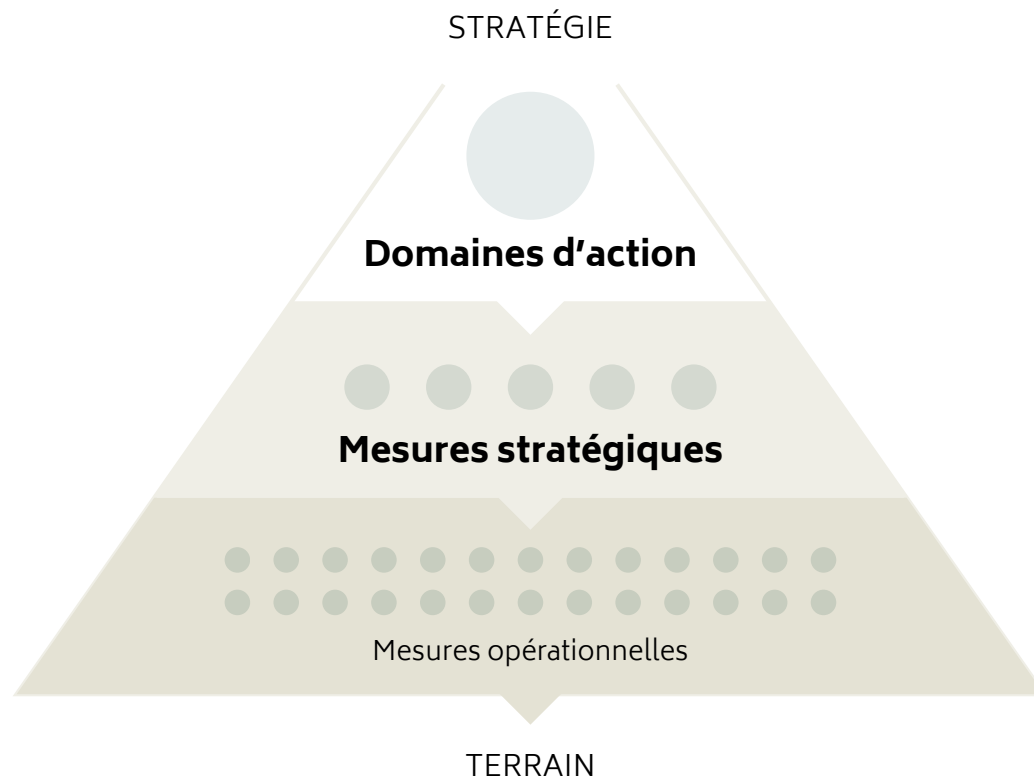 STRATÉGIE
Domaines d’action
Mesures stratégiques
Mesures opérationnelles
TERRAIN